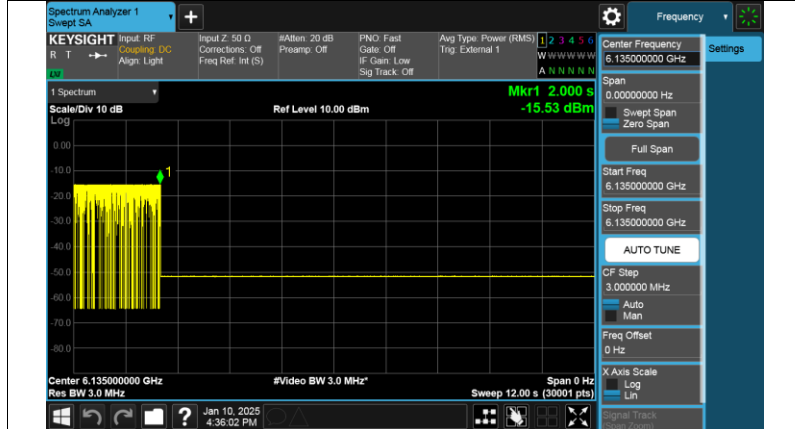 Spectrum Analyzer 1
Swept SA
Frequency
KEYSIGHT
R T
Input: RF
Coupling: DC
Align: Light
Input Z: 50 Ω
Corrections: Off
Freq Ref: Int (S)
#Atten: 20 dB
Preamp: Off
PNO: Fast
Gate: Off
IF Gain: Low
Sig Track: Off
Avg Type: Power (RMS)
Trig: External 1
1 2 3 4 5 6
W W W W W W
A N N N N N
Center Frequency
6.135000000 GHz
Settings
Span
0.00000000 Hz
Swept Span
Zero Span
Full Span
Start Freq
6.135000000 GHz
Stop Freq
6.135000000 GHz
AUTO TUNE
CF Step
3.000000 MHz
Auto
Man
Freq Offset
0 Hz
X Axis Scale
Log
Lin
Signal Track
(Span Zoom)
1 Spectrum
Scale/Div 10 dB
Log
Ref Level 10.00 dBm
Mkr1 2.000 s
-15.53 dBm
1
0.00
-10.0
-20.0
-30.0
-40.0
-50.0
-60.0
-70.0
-80.0
Center 6.135000000 GHz
Res BW 3.0 MHz
#Video BW 3.0 MHz*
Span 0 Hz
Sweep 12.00 s (30001 pts)
?
Jan 10, 2025
4:36:02 PM